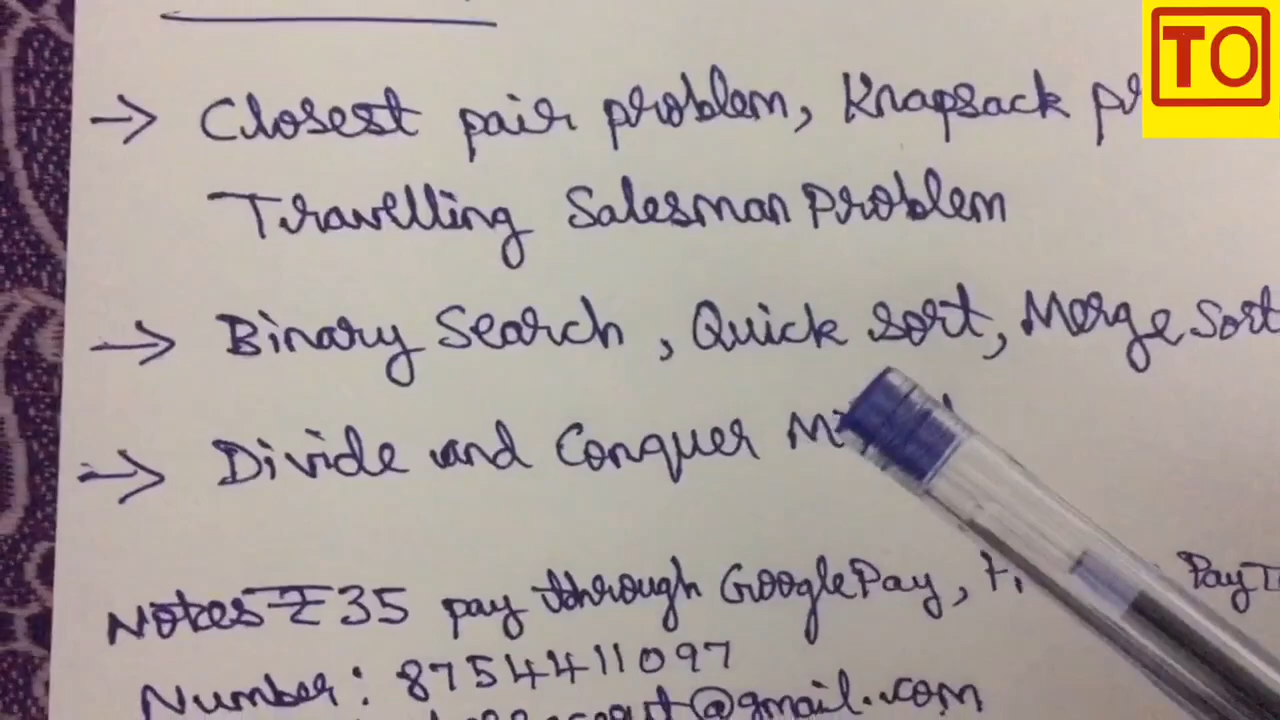 TO
→ Closest pair problem, Knapsack
Travelling Salesman Problem
→ Binary Search, Quick sort, Merge Sort
→ Divide and Conquer
Notes ₹35 pay through GooglePay,
Number: 8754411097
@gmail.com